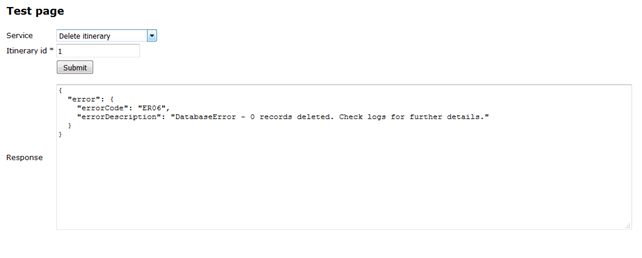 Test page
Service Delete itinerary
Itinerary id * 1
Submit
{
"error": {
"errorCode": "ER06",
"errorDescription": "DatabaseError - 0 records deleted. Check logs for further details."
}
}
Response